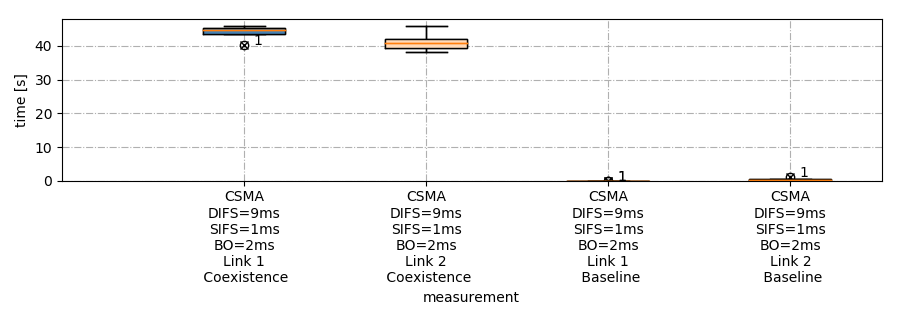 time [s]
40
30
20
10
0
1
1
1
CSMA
DIFS=9ms
SIFS=1ms
BO=2ms
Link 1
Coexistence
CSMA
DIFS=9ms
SIFS=1ms
BO=2ms
Link 2
Coexistence
CSMA
DIFS=9ms
SIFS=1ms
BO=2ms
Link 1
Baseline
CSMA
DIFS=9ms
SIFS=1ms
BO=2ms
Link 2
Baseline
measurement